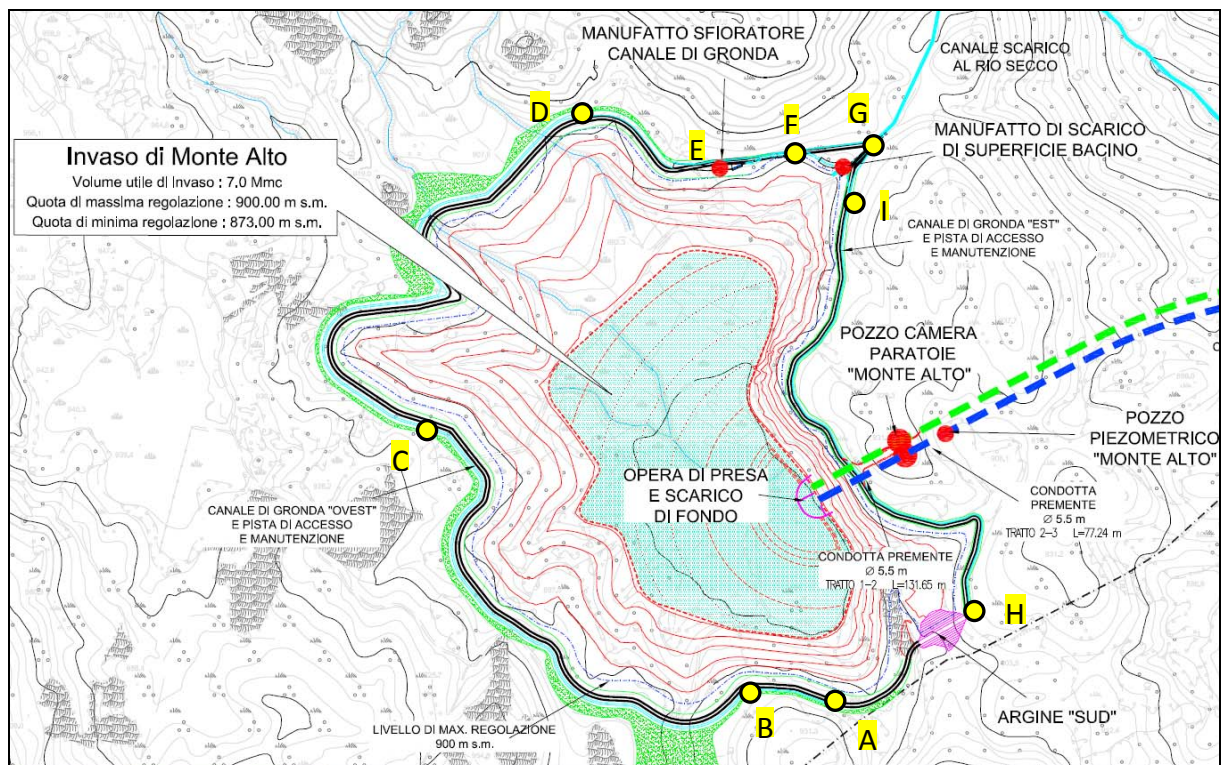 MANUFATTO SFIORATORE
CANALE DI GRONDA
CANALE SCARICO
AL RIO SECCO
D
F
G
E
MANUFATTO DI SCARICO
DI SUPERFICIE BACINO
Invaso di Monte Alto
Volume utile di Invaso : 7.0 Mmc
Quota di massima regolazione : 900.00 m s.m.
Quota di minima regolazione : 873.00 m s.m.
I
CANALE DI GRONDA "EST"
E PISTA DI ACCESSO
E MANUTENZIONE
POZZO CAMERA
PARATOIE
"MONTE ALTO"
POZZO
PIEZOMETRICO
"MONTE ALTO"
C
OPERA DI PRESA
E SCARICO
DI FONDO
CANALE DI GRONDA "OVEST"
E PISTA DI ACCESSO
E MANUTENZIONE
CONDOTTA
PREMENTE
Ø 5.5 m
TRATTO 2-3 L=77.24 m
CONDOTTA PREMENTE
Ø 5.5 m
TRATTO 1-2 L=131.65 m
H
B
A
ARGINE "SUD"
LIVELLO DI MAX. REGOLAZIONE
900 m s.m.